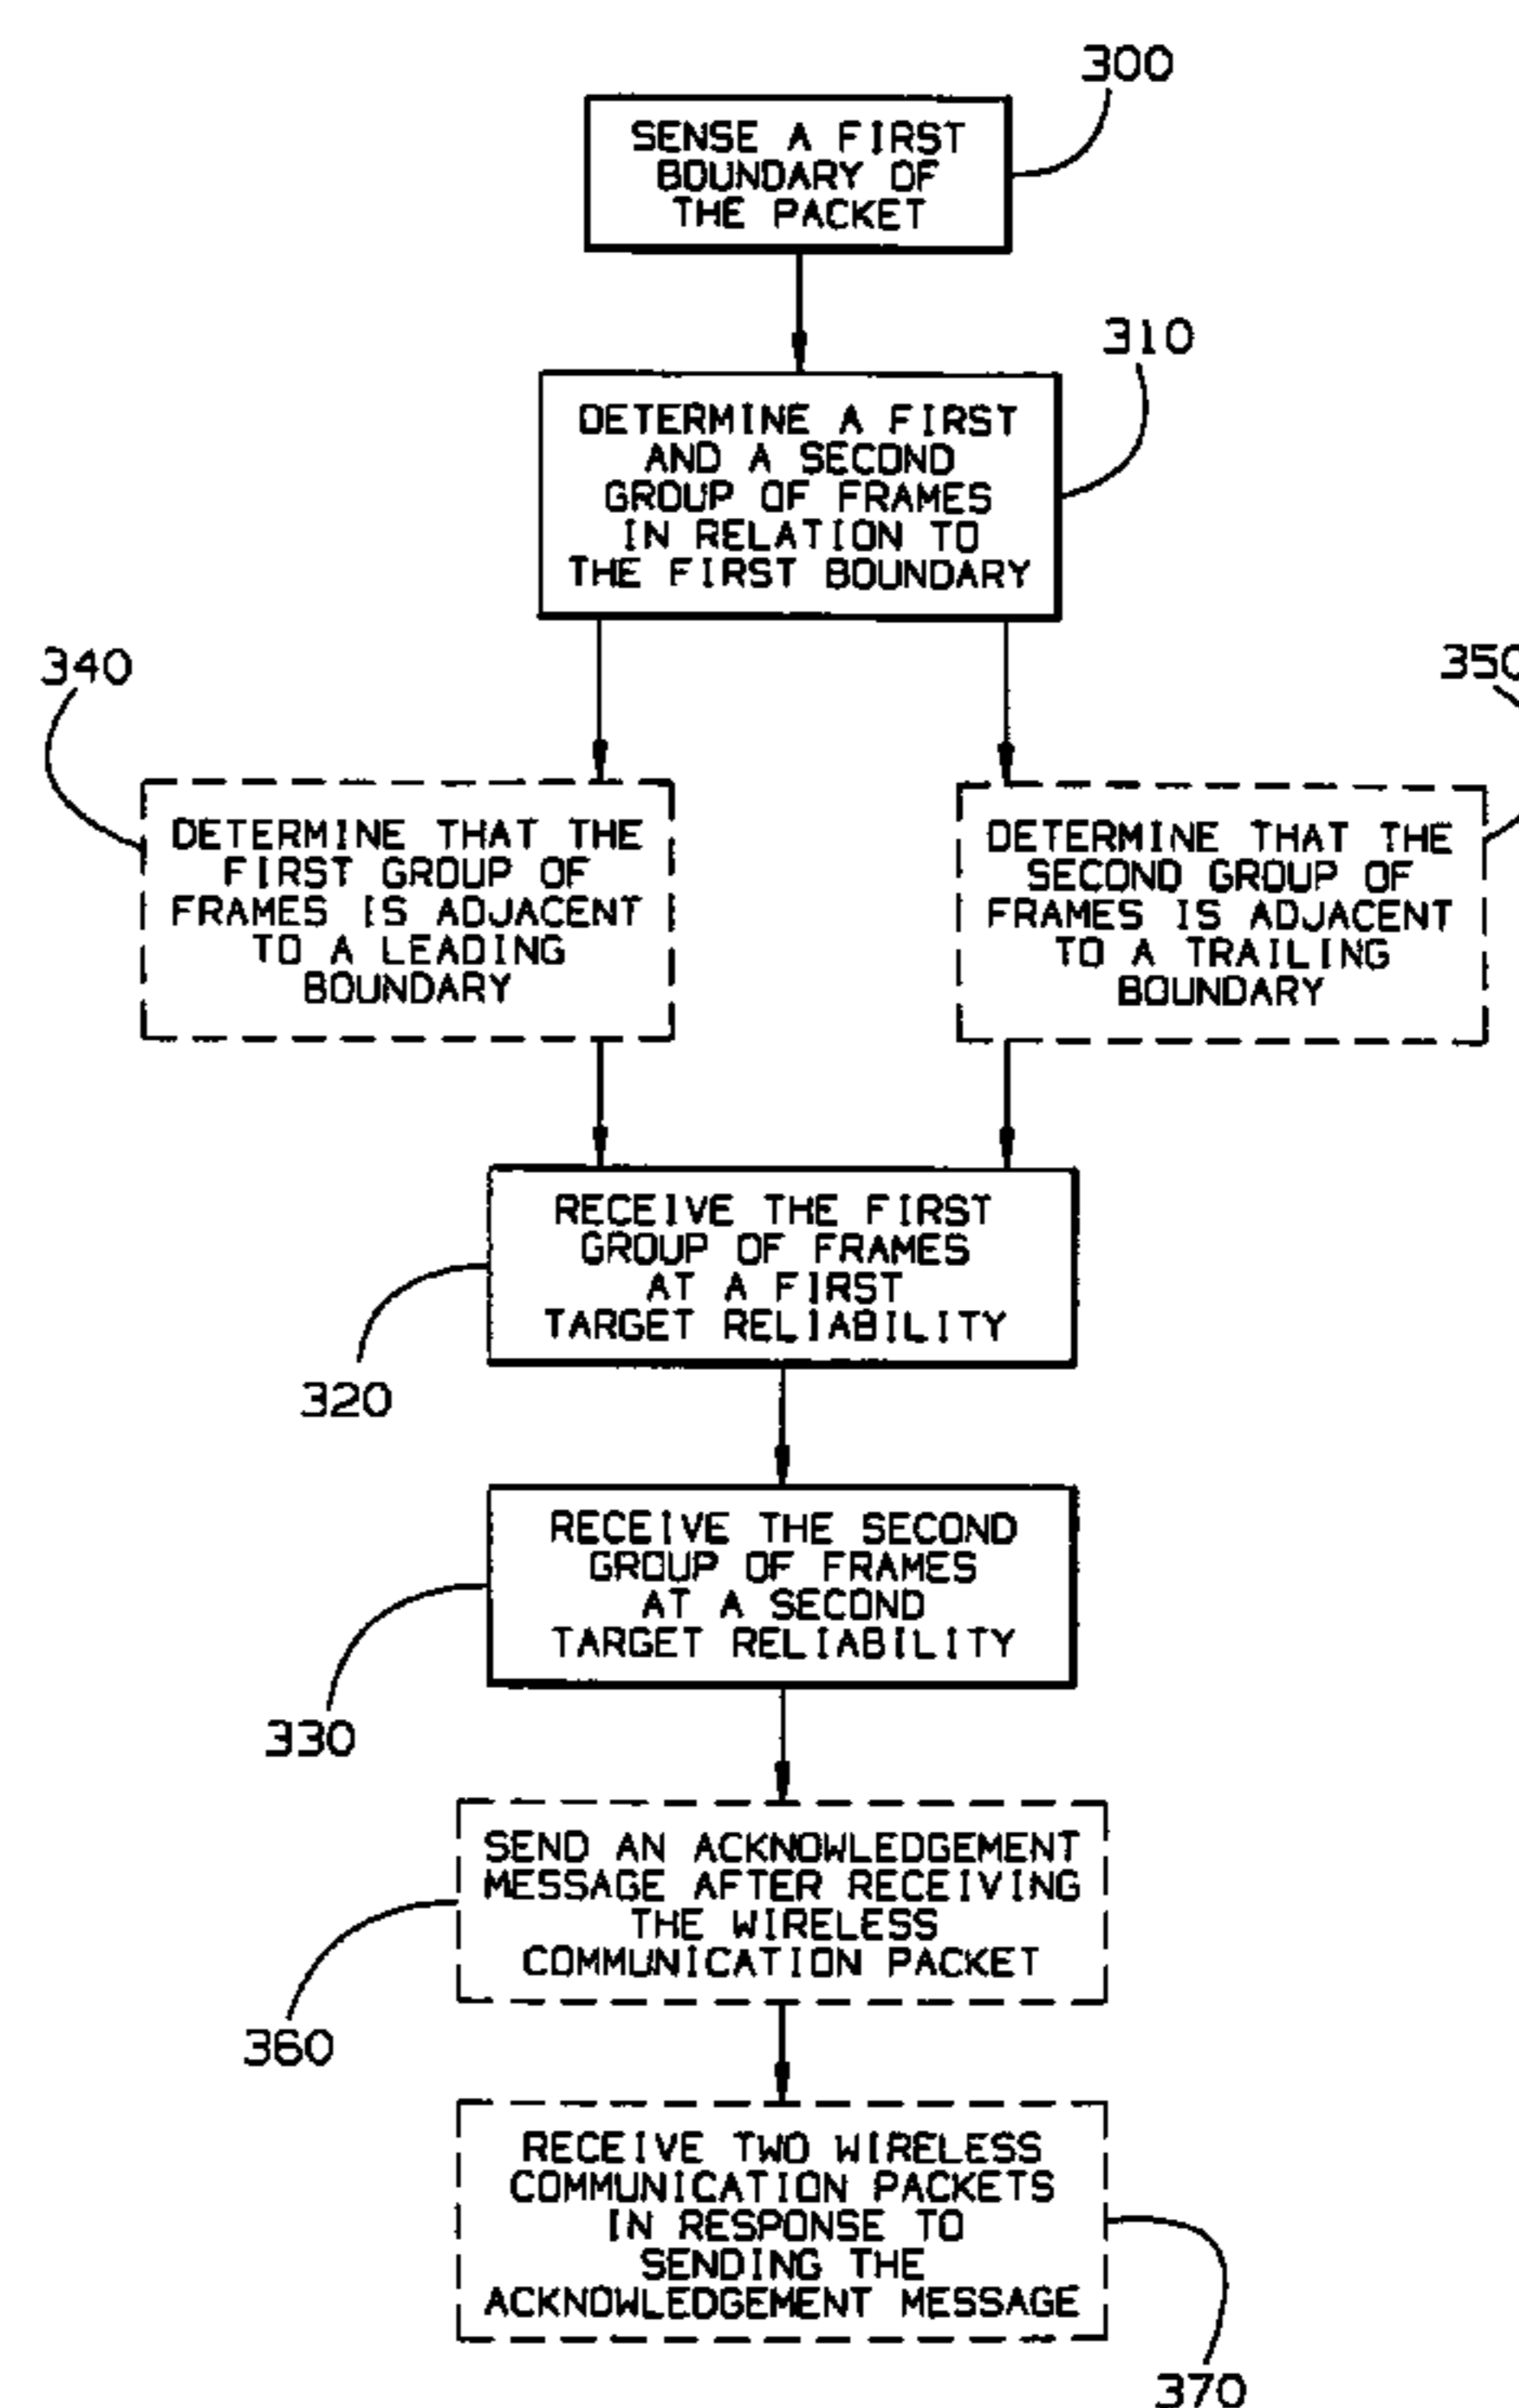 300
SENSE A FIRST
BOUNDARY OF
THE PACKET
310
DETERMINE A FIRST
AND A SECOND
GROUP OF FRAMES
IN RELATION TO
THE FIRST BOUNDARY
340
350
DETERMINE THAT THE
FIRST GROUP OF
FRAMES IS ADJACENT
TO A LEADING
BOUNDARY
DETERMINE THAT THE
SECOND GROUP OF
FRAMES IS ADJACENT
TO A TRAILING
BOUNDARY
RECEIVE THE FIRST
GROUP OF FRAMES
AT A FIRST
TARGET RELIABILITY
320
RECEIVE THE SECOND
GROUP OF FRAMES
AT A SECOND
TARGET RELIABILITY
330
SEND AN ACKNOWLEDGEMENT
MESSAGE AFTER RECEIVING
THE WIRELESS
COMMUNICATION PACKET
360
RECEIVE TWO WIRELESS
COMMUNICATION PACKETS
IN RESPONSE TO
SENDING THE
ACKNOWLEDGEMENT MESSAGE
370